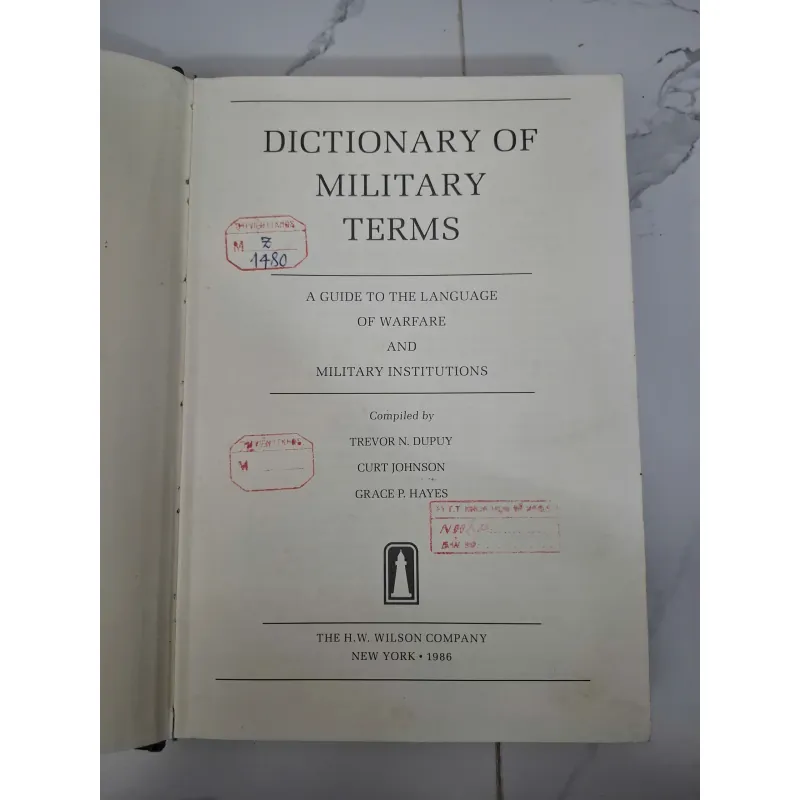 DICTIONARY OF
MILITARY
TERMS
M Z
1480
A GUIDE TO THE LANGUAGE
OF WARFARE
AND
MILITARY INSTITUTIONS
Compiled by
TREVOR N. DUPUY
CURT JOHNSON
GRACE P. HAYES
THE H.W. WILSON COMPANY
NEW YORK • 1986